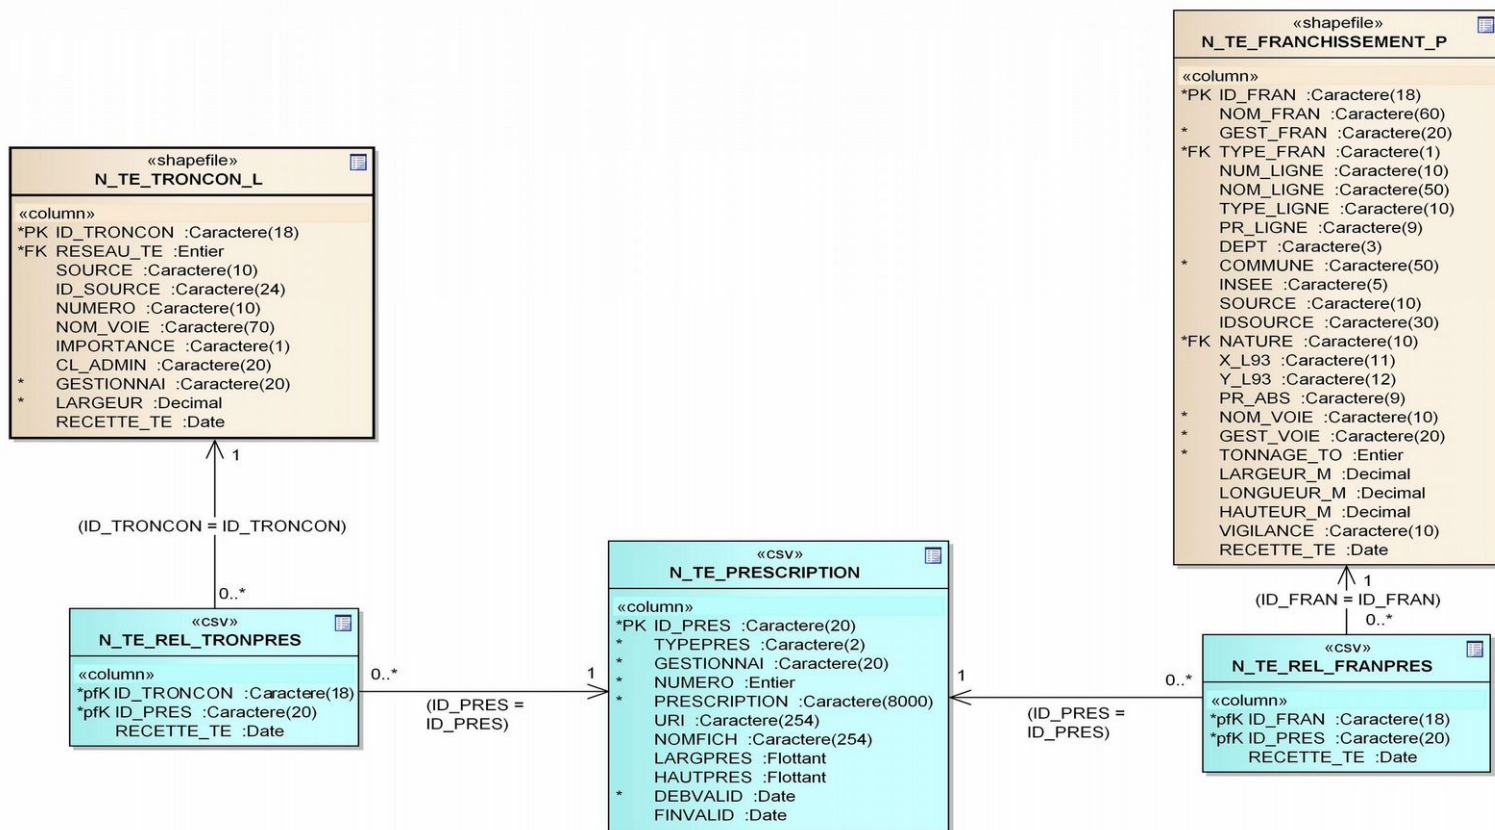 «shapefile»
N_TE_FRANCHISSEMENT_P
«column»
*PK ID_FRAN :Caractere(18)
NOM_FRAN :Caractere(60)
* GEST_FRAN :Caractere(20)
*FK TYPE_FRAN :Caractere(1)
NUM_LIGNE :Caractere(10)
NOM_LIGNE :Caractere(50)
TYPE_LIGNE :Caractere(10)
PR_LIGNE :Caractere(9)
DEPT :Caractere(3)
* COMMUNE :Caractere(50)
INSEE :Caractere(5)
SOURCE :Caractere(10)
IDSOURCE :Caractere(30)
*FK NATURE :Caractere(10)
X_L93 :Caractere(11)
Y_L93 :Caractere(12)
PR_ABS :Caractere(9)
* NOM_VOIE :Caractere(10)
* GEST_VOIE :Caractere(20)
* TONNAGE_TO :Entier
LARGEUR_M :Decimal
LONGUEUR_M :Decimal
HAUTEUR_M :Decimal
VIGILANCE :Caractere(10)
RECETTE_TE :Date
«shapefile»
N_TE_TRONCON_L
«column»
*PK ID_TRONCON :Caractere(18)
*FK RESEAU_TE :Entier
SOURCE :Caractere(10)
ID_SOURCE :Caractere(24)
NUMERO :Caractere(10)
NOM_VOIE :Caractere(70)
IMPORTANCE :Caractere(1)
CL_ADMIN :Caractere(20)
* GESTIONNAI :Caractere(20)
* LARGEUR :Decimal
RECETTE_TE :Date
1
(ID_TRONCON = ID_TRONCON)
0..*
«csv»
N_TE_REL_TRONPRES
«column»
*pfK ID_TRONCON :Caractere(18)
*pfK ID_PRES :Caractere(20)
RECETTE_TE :Date
0..*
1
(ID_PRES =
ID_PRES)
«csv»
N_TE_PRESCRIPTION
«column»
*PK ID_PRES :Caractere(20)
* TYPEPRES :Caractere(2)
* GESTIONNAI :Caractere(20)
* NUMERO :Entier
* PRESCRIPTION :Caractere(8000)
URI :Caractere(254)
NOMFICH :Caractere(254)
LARGPRES :Flottant
HAUTPRES :Flottant
* DEBVALID :Date
FINVALID :Date
1
0..*
(ID_PRES =
ID_PRES)
1
(ID_FRAN = ID_FRAN)
0..*
«csv»
N_TE_REL_FRANPRES
«column»
*pfK ID_FRAN :Caractere(18)
*pfK ID_PRES :Caractere(20)
RECETTE_TE :Date